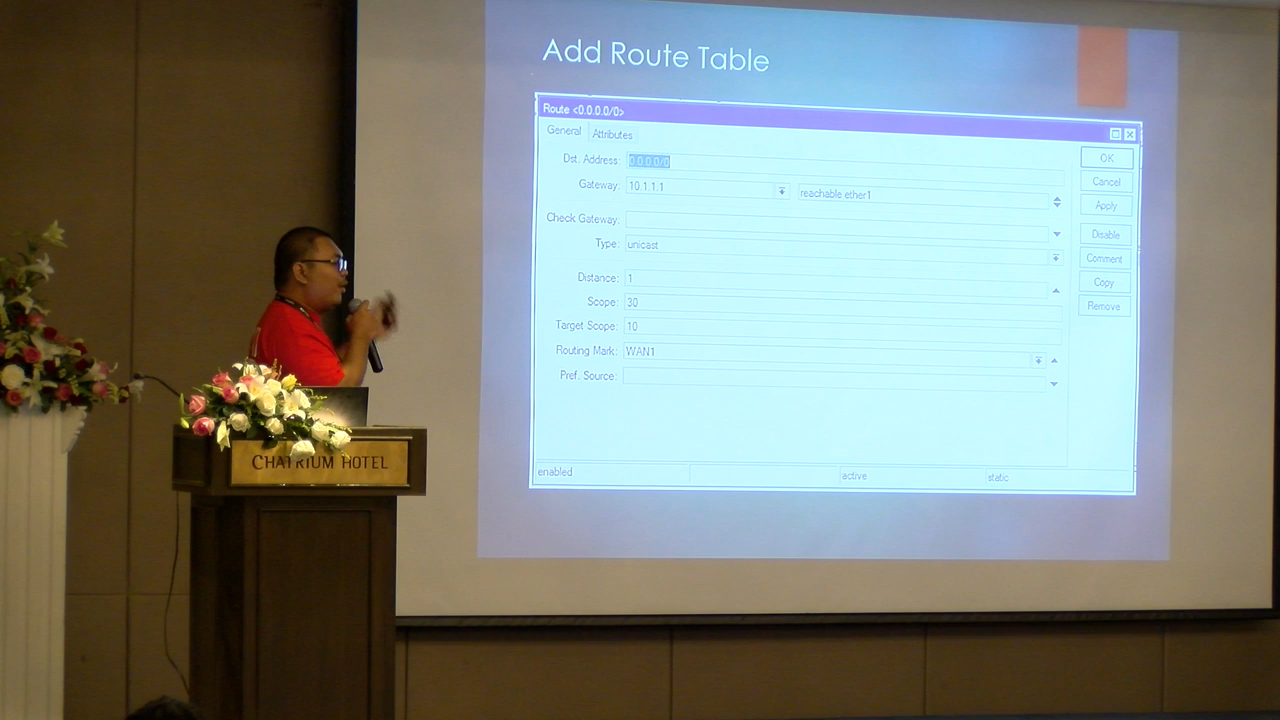 Add Route Table
Route <0.0.0.0/0>
General Attributes
Dst. Address: 0.0.0.0/0
Gateway: 10.1.1.1 reachable ether1
Check Gateway:
Type: unicast
Distance: 1
Scope: 30
Target Scope: 10
Routing Mark: WAN1
Pref. Source:
OK
Cancel
Apply
Disable
Comment
Copy
Remove
enabled active static
CHATRIUM HOTEL